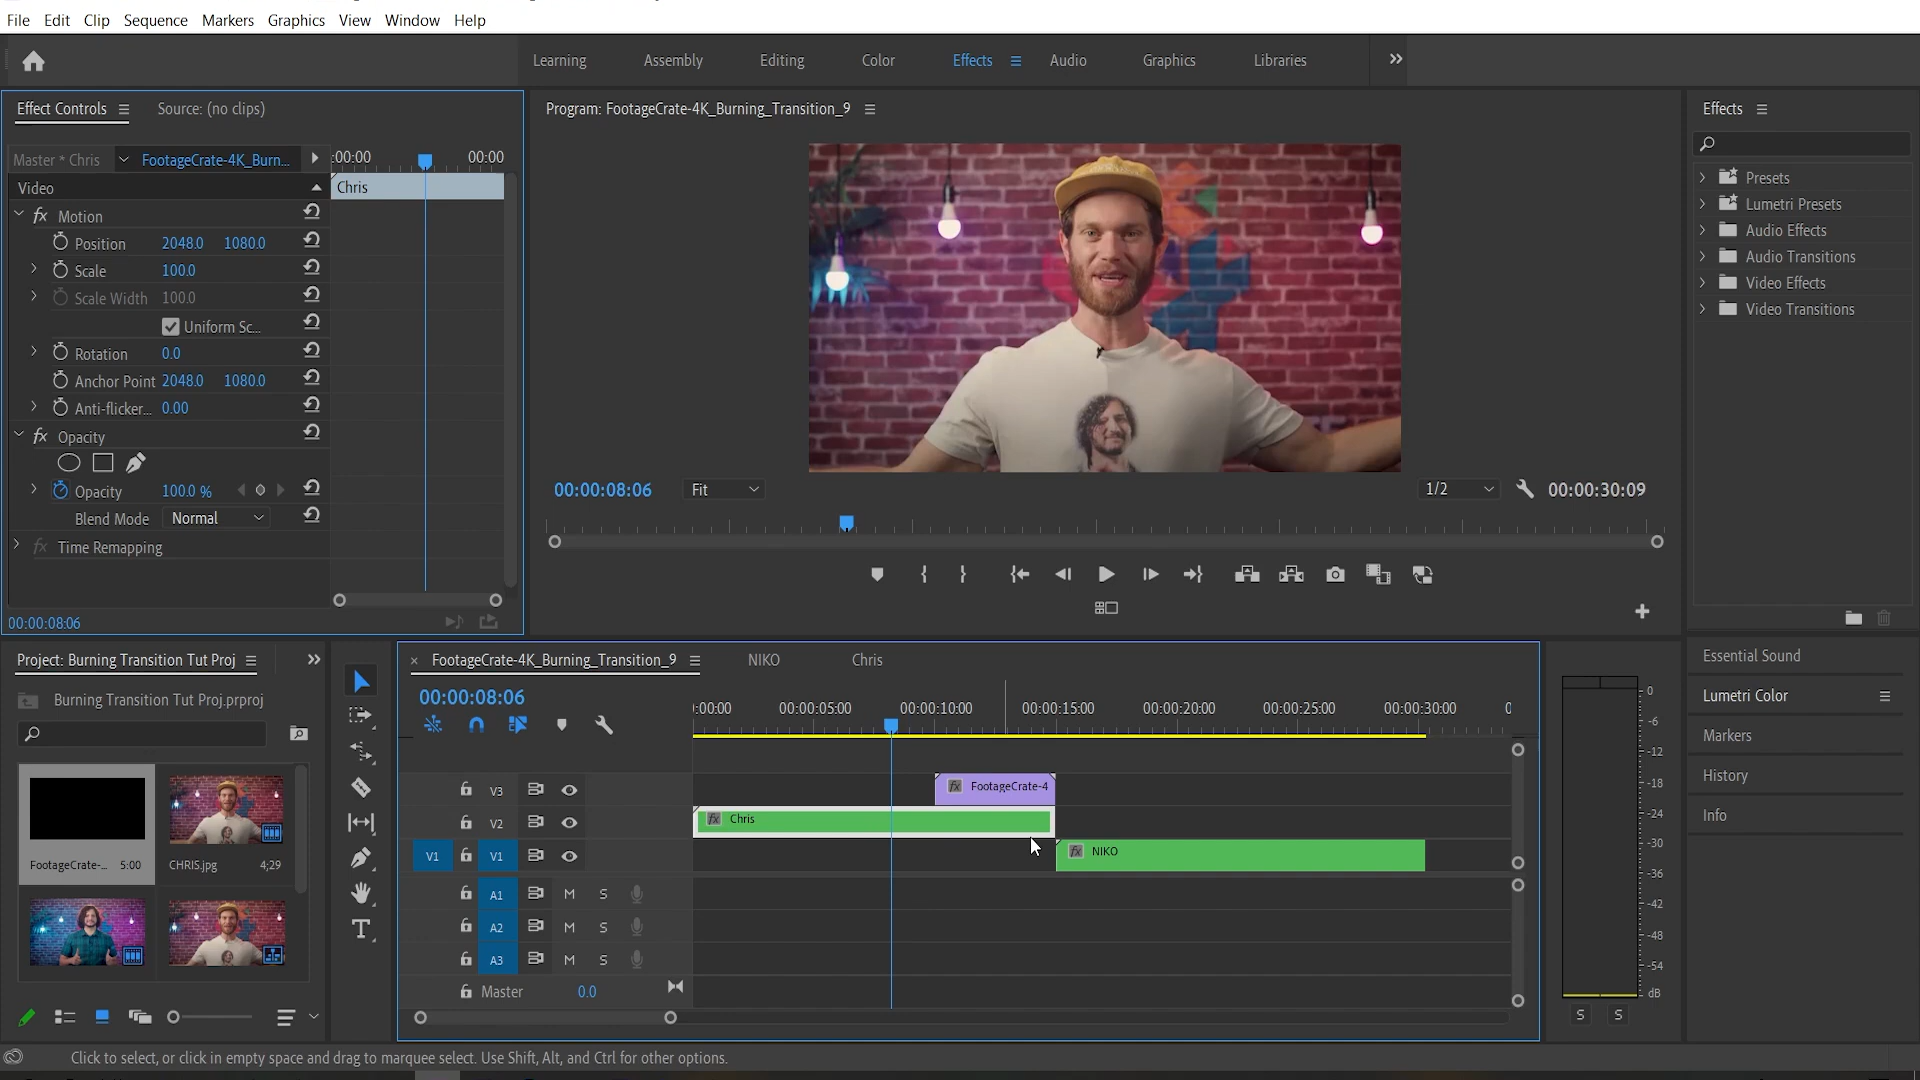 File Edit Clip Sequence Markers Graphics View Window Help
Learning Assembly Editing Color Effects Audio Graphics Libraries
Effect Controls Source: (no clips)
Master * Chris FootageCrate-4K_Burn... :00:00 00:00
Video Chris
Motion
Position 2048.0 1080.0
Scale 100.0
Scale Width 100.0
Uniform Sc...
Rotation 0.0
Anchor Point 2048.0 1080.0
Anti-flicker... 0.00
Opacity
Opacity 100.0 %
Blend Mode Normal
Time Remapping
00:00:08:06
Program: FootageCrate-4K_Burning_Transition_9
00:00:08:06 Fit 1/2 00:00:30:09
Effects
Presets
Lumetri Presets
Audio Effects
Audio Transitions
Video Effects
Video Transitions
Project: Burning Transition Tut Proj
Burning Transition Tut Proj.prproj
FootageCrate-... 5:00 CHRIS.jpg 4;29
FootageCrate-4K_Burning_Transition_9 NIKO Chris
00:00:08:06
:00:00 00:00:05:00 00:00:10:00 00:00:15:00 00:00:20:00 00:00:25:00 00:00:30:00 0
V3 FootageCrate-4
V2 Chris
V1 V1 NIKO
A1 M S
A2 M S
A3 M S
Master 0.0
0
-6
-12
-18
-24
-30
-36
-42
-48
-54
dB
S S
Essential Sound
Lumetri Color
Markers
History
Info
Click to select, or click in empty space and drag to marquee select. Use Shift, Alt, and Ctrl for other options.